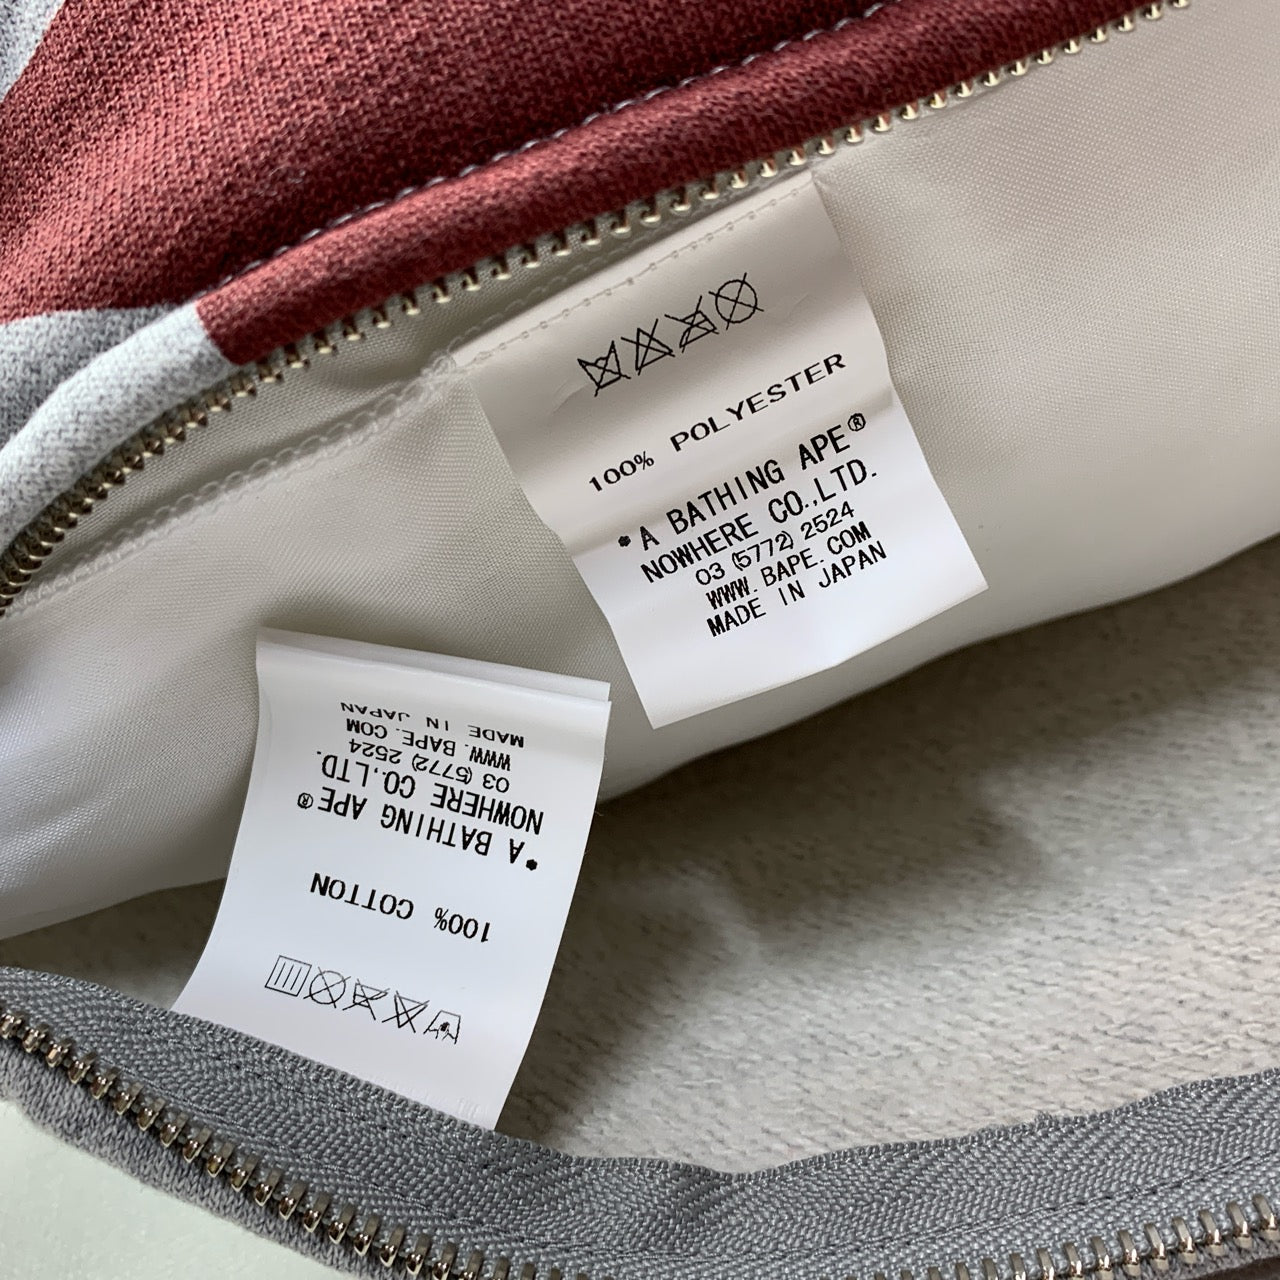 100% POLYESTER
*A BATHING APE®
NOWHERE CO.,LTD.
03 (5772) 2524
WWW.BAPE.COM
MADE IN JAPAN
100% COTTON
*A BATHING APE®
NOWHERE CO.,LTD.
03 (5772) 2524
WWW.BAPE.COM
MADE IN JAPAN